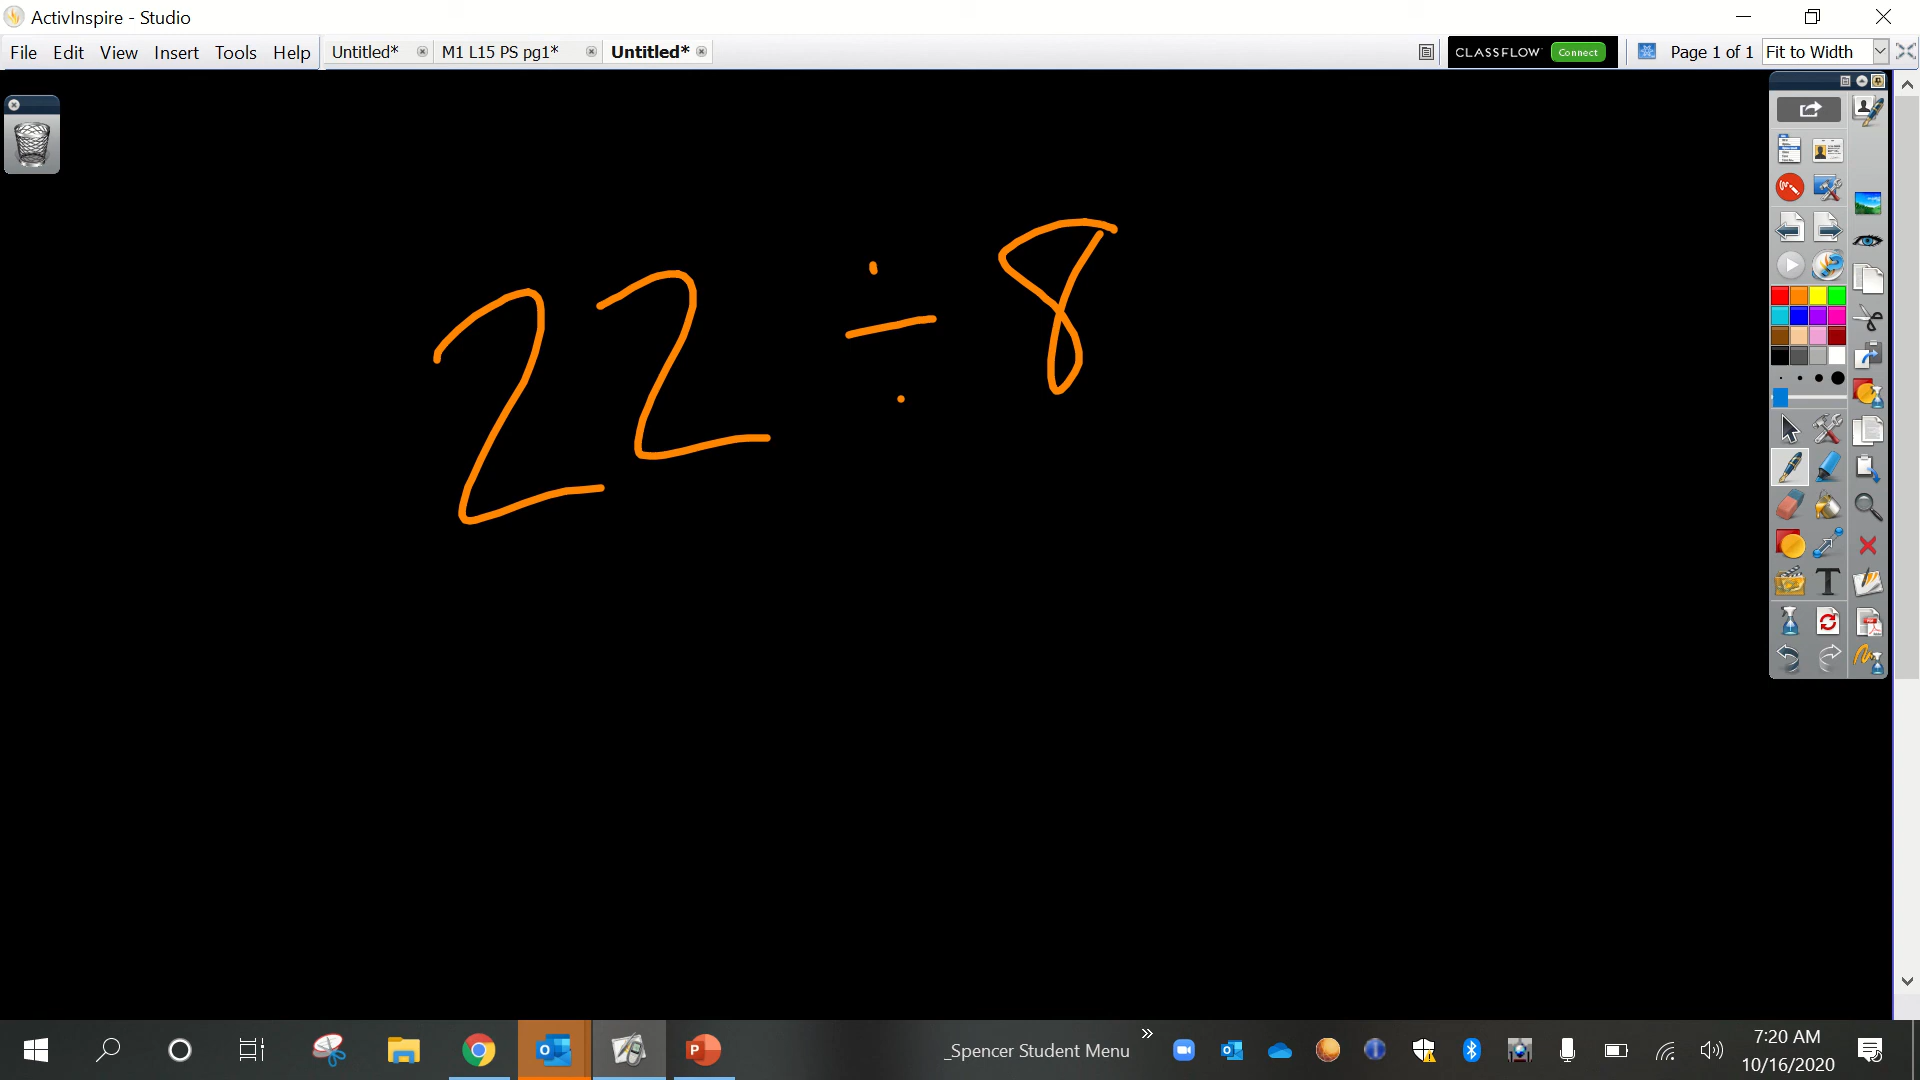 ActivInspire - Studio
File Edit View Insert Tools Help Untitled* M1 L15 PS pg1* Untitled* CLASSFLOW Connect Page 1 of 1 Fit to Width
22 ÷ 8
_Spencer Student Menu
7:20 AM
10/16/2020